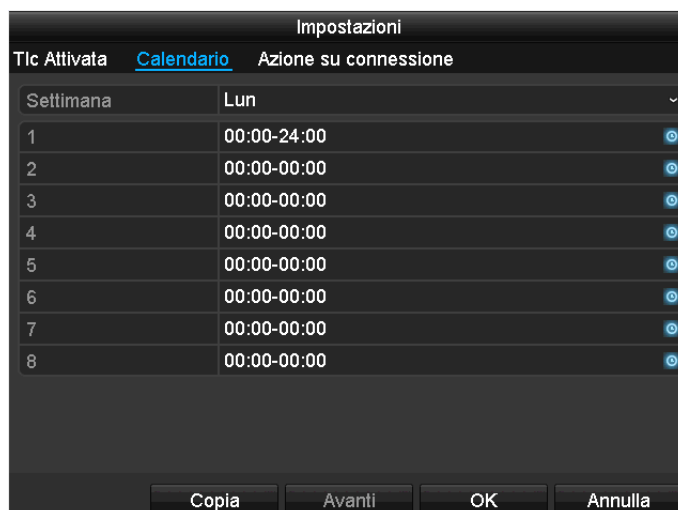 Impostazioni
Tlc Attivata Calendario Azione su connessione
Settimana Lun
1 00:00-24:00
2 00:00-00:00
3 00:00-00:00
4 00:00-00:00
5 00:00-00:00
6 00:00-00:00
7 00:00-00:00
8 00:00-00:00
Copia Avanti OK Annulla